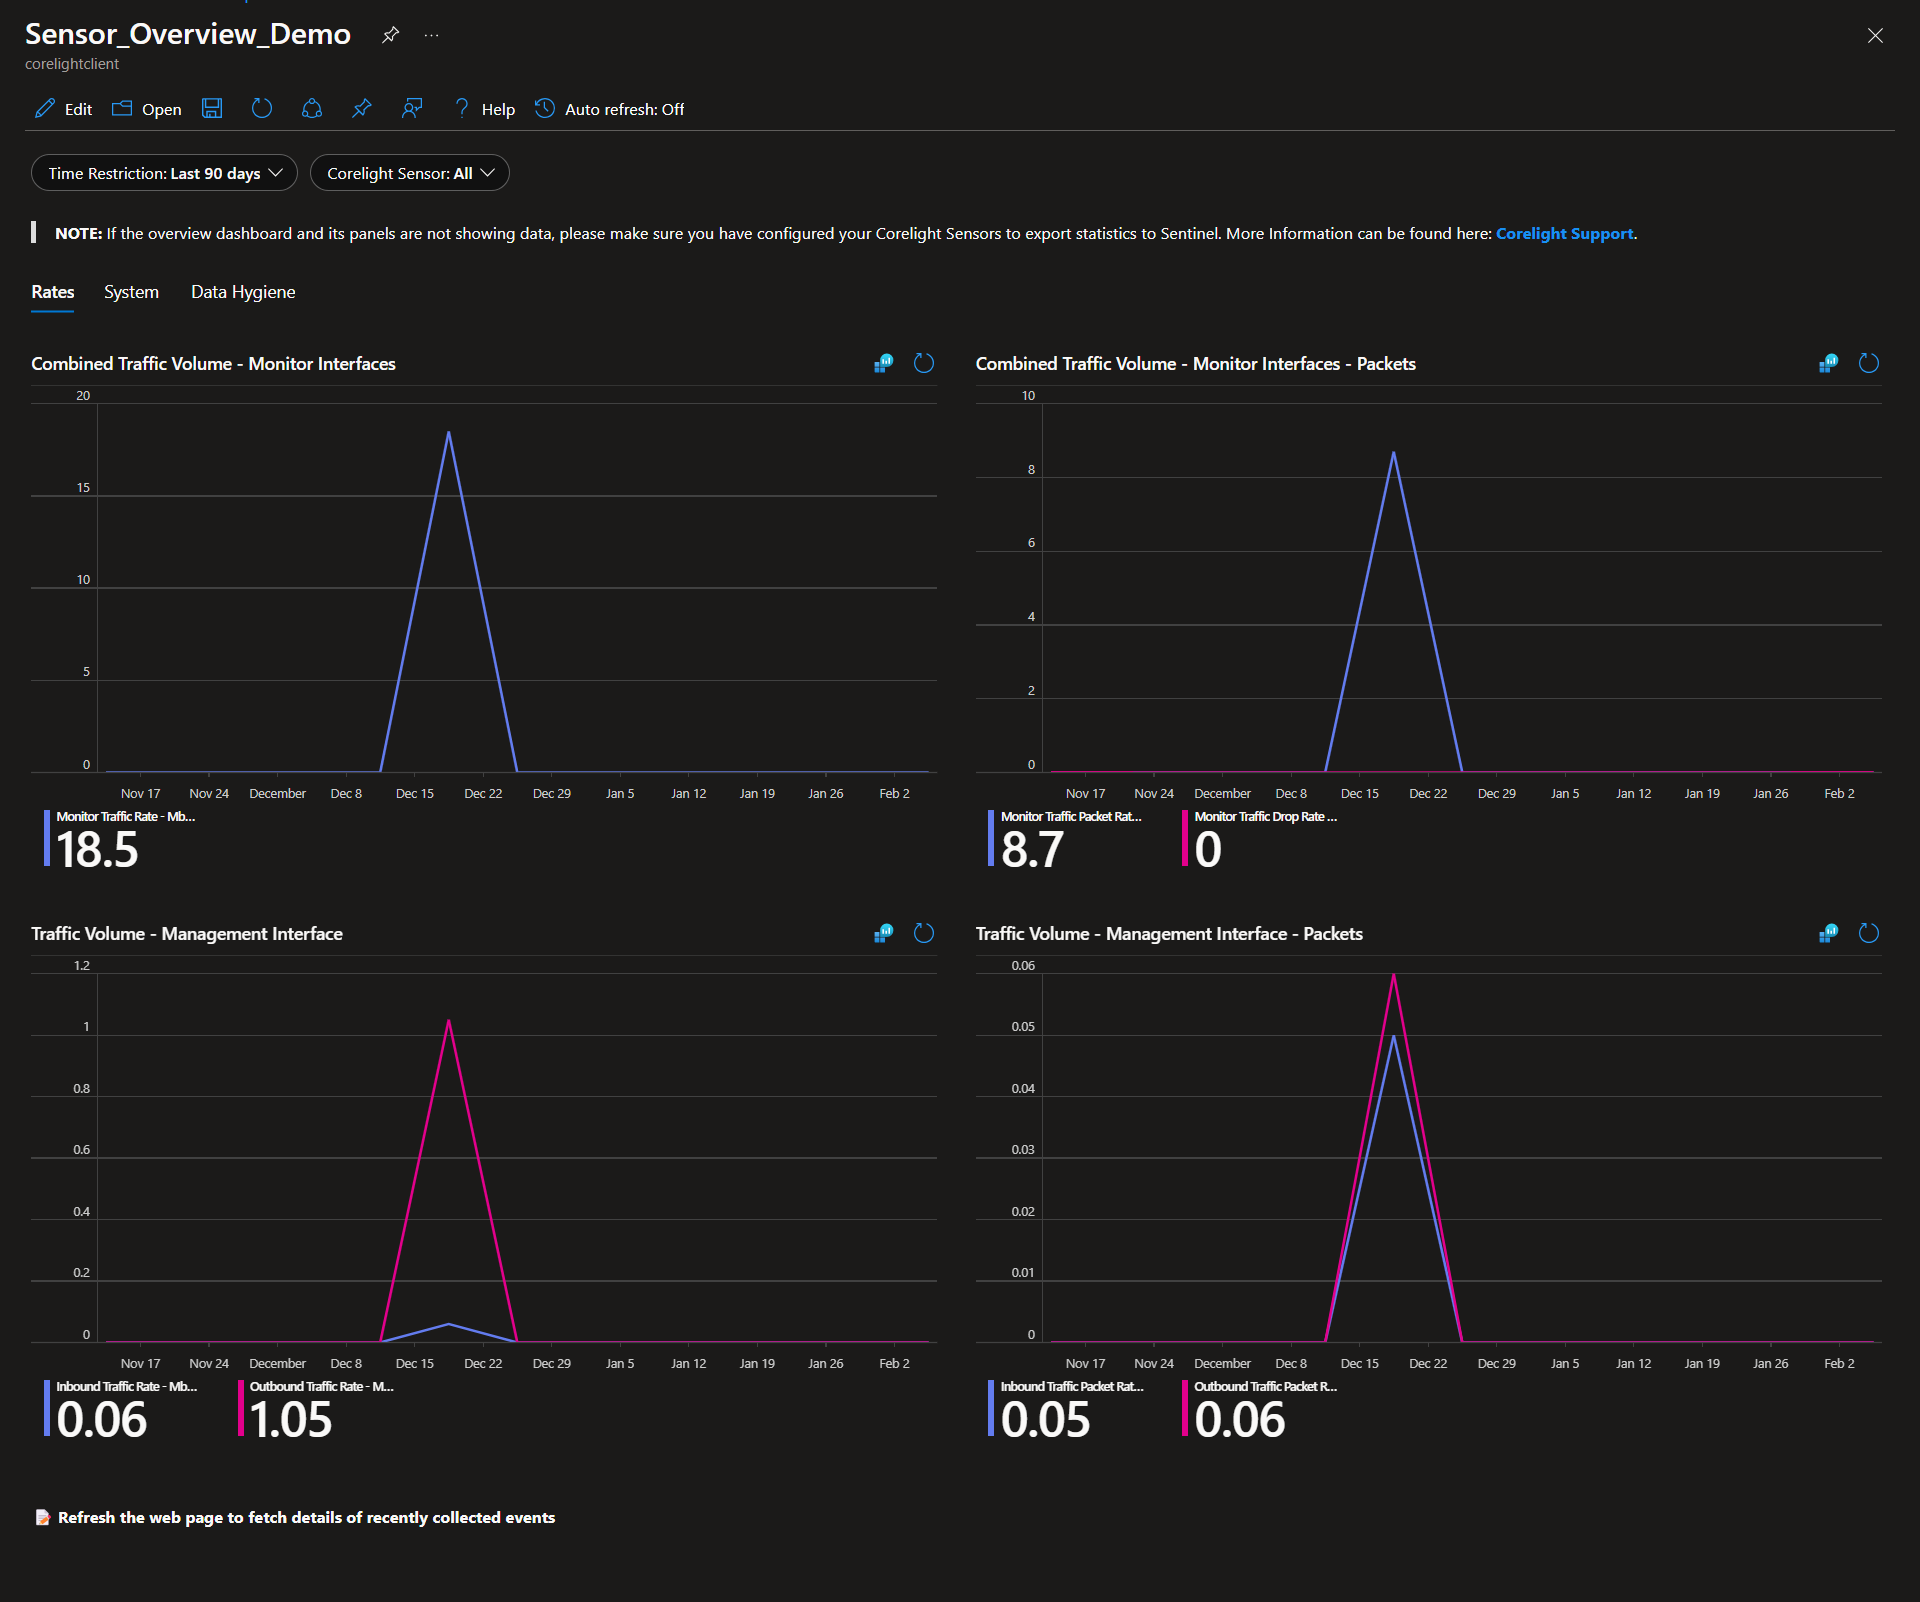 Sensor_Overview_Demo
corelightclient
Edit Open Help Auto refresh: Off
Time Restriction: Last 90 days Corelight Sensor: All
NOTE: If the overview dashboard and its panels are not showing data, please make sure you have configured your Corelight Sensors to export statistics to Sentinel. More Information can be found here: Corelight Support.
Rates System Data Hygiene
Combined Traffic Volume - Monitor Interfaces
20
15
10
5
0
Nov 17 Nov 24 December Dec 8 Dec 15 Dec 22 Dec 29 Jan 5 Jan 12 Jan 19 Jan 26 Feb 2
Monitor Traffic Rate - Mb...
18.5
Combined Traffic Volume - Monitor Interfaces - Packets
10
8
6
4
2
0
Nov 17 Nov 24 December Dec 8 Dec 15 Dec 22 Dec 29 Jan 5 Jan 12 Jan 19 Jan 26 Feb 2
Monitor Traffic Packet Rat... Monitor Traffic Drop Rate ...
8.7 0
Traffic Volume - Management Interface
1.2
1
0.8
0.6
0.4
0.2
0
Nov 17 Nov 24 December Dec 8 Dec 15 Dec 22 Dec 29 Jan 5 Jan 12 Jan 19 Jan 26 Feb 2
Inbound Traffic Rate - Mb... Outbound Traffic Rate - M...
0.06 1.05
Traffic Volume - Management Interface - Packets
0.06
0.05
0.04
0.03
0.02
0.01
0
Nov 17 Nov 24 December Dec 8 Dec 15 Dec 22 Dec 29 Jan 5 Jan 12 Jan 19 Jan 26 Feb 2
Inbound Traffic Packet Rat... Outbound Traffic Packet R...
0.05 0.06
Refresh the web page to fetch details of recently collected events